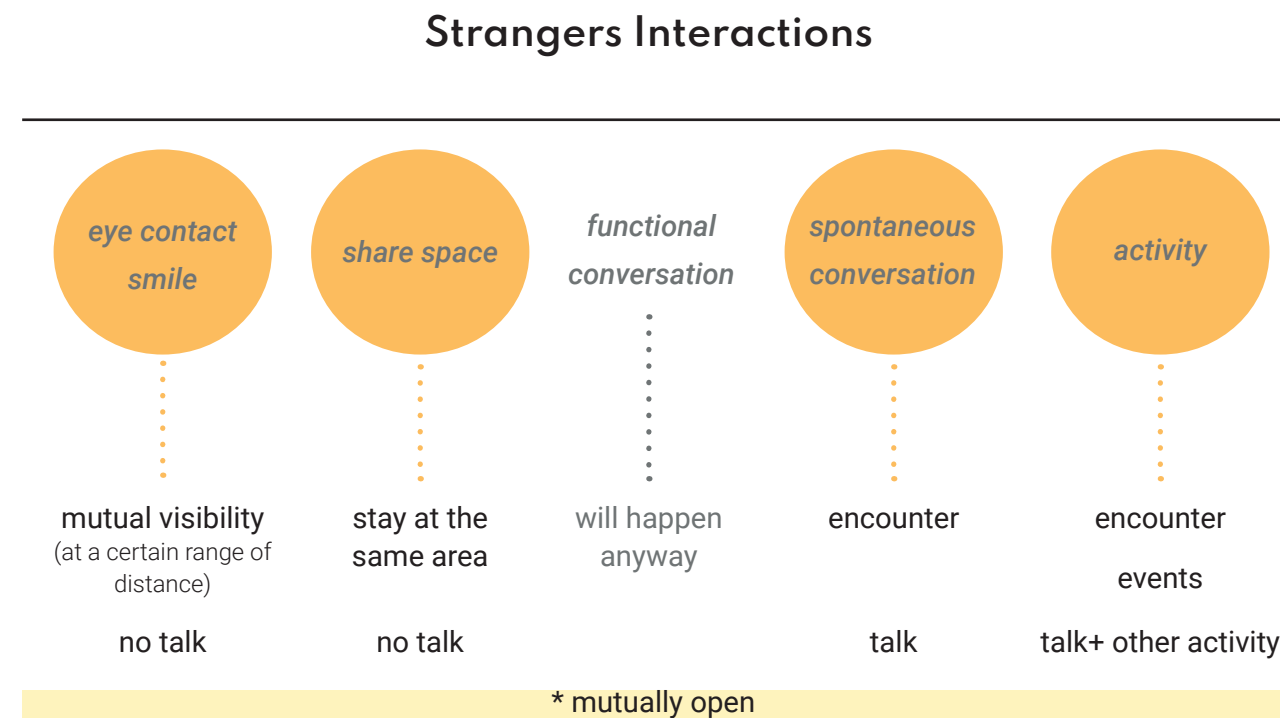 Strangers Interactions
eye contact
smile
share space
functional
conversation
spontaneous
conversation
activity
mutual visibility
(at a certain range of
distance)
no talk
stay at the
same area
no talk
will happen
anyway
encounter
talk
encounter
events
talk+ other activity
* mutually open